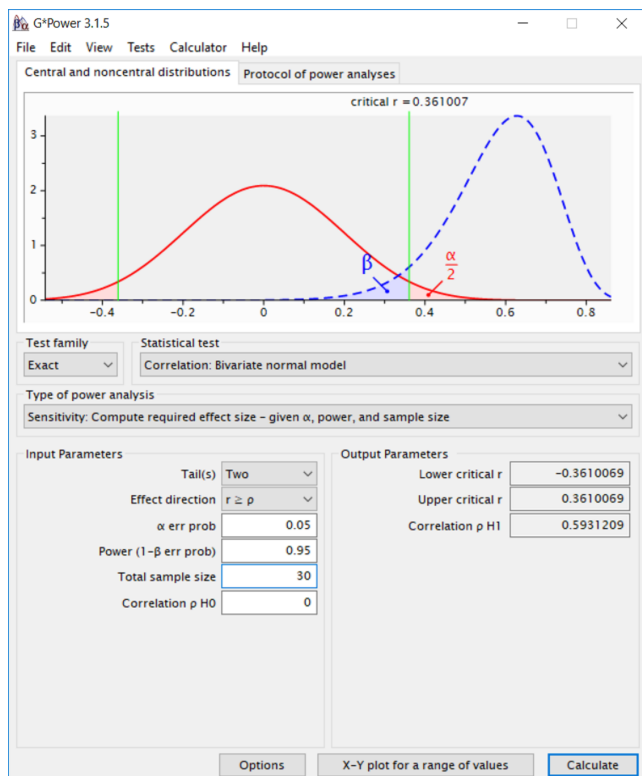 G*Power 3.1.5
File Edit View Tests Calculator Help
Central and noncentral distributions Protocol of power analyses
critical r = 0.361007
3
2
1
0
β
α
2
-0.4 -0.2 0 0.2 0.4 0.6 0.8
Test family Statistical test
Exact Correlation: Bivariate normal model
Type of power analysis
Sensitivity: Compute required effect size - given α, power, and sample size
Input Parameters Output Parameters
Tail(s) Two Lower critical r -0.3610069
Effect direction r ≥ ρ Upper critical r 0.3610069
α err prob 0.05 Correlation ρ H1 0.5931209
Power (1-β err prob) 0.95
Total sample size 30
Correlation ρ H0 0
Options X-Y plot for a range of values Calculate